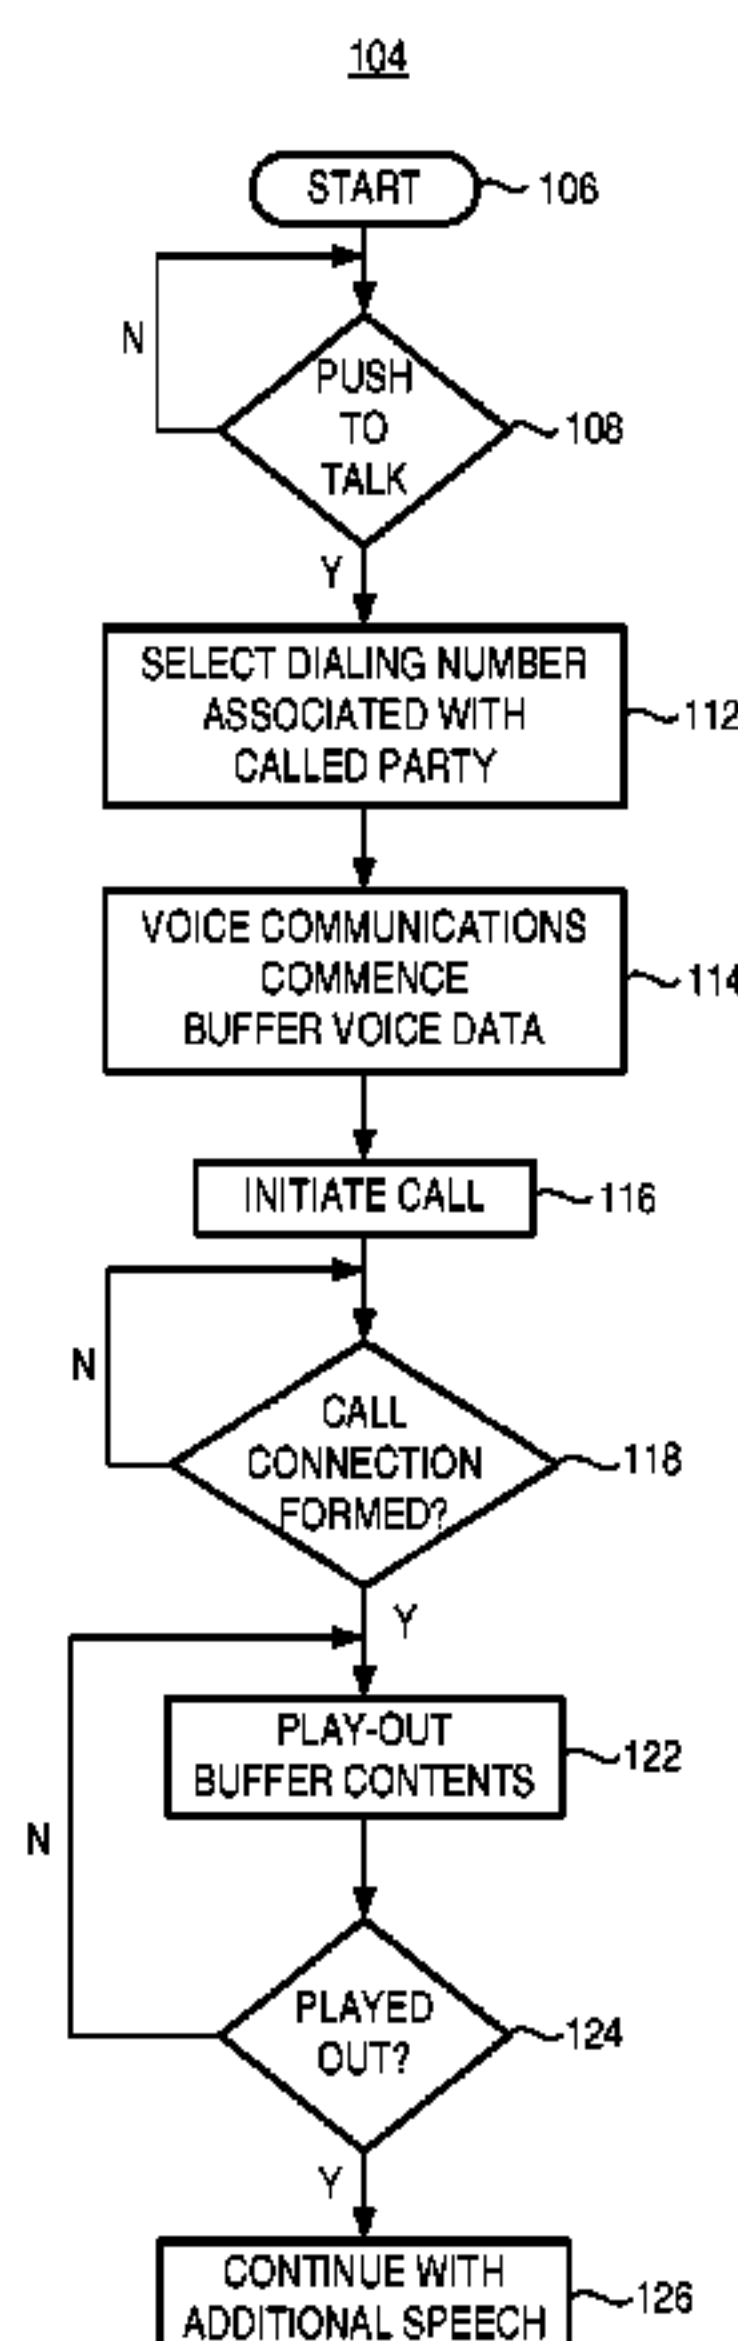 104
START
106
N
PUSH
TO
TALK
108
Y
SELECT DIALING NUMBER
ASSOCIATED WITH
CALLED PARTY
112
VOICE COMMUNICATIONS
COMMENCE
BUFFER VOICE DATA
114
INITIATE CALL
116
N
CALL
CONNECTION
FORMED?
118
Y
PLAY-OUT
BUFFER CONTENTS
122
N
PLAYED
OUT?
124
Y
CONTINUE WITH
ADDITIONAL SPEECH
126